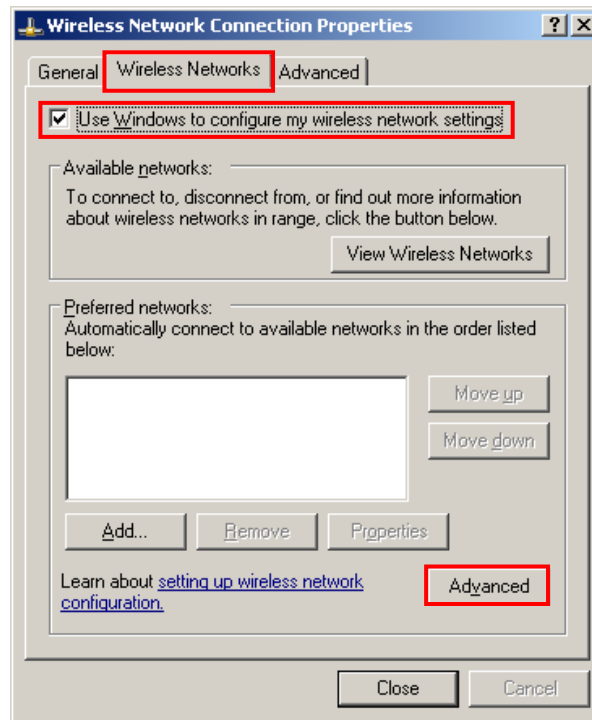 Wireless Network Connection Properties
General Wireless Networks Advanced
Use Windows to configure my wireless network settings
Available networks:
To connect to, disconnect from, or find out more information
about wireless networks in range, click the button below.
View Wireless Networks
Preferred networks:
Automatically connect to available networks in the order listed
below:
Move up
Move down
Add... Remove Properties
Learn about setting up wireless network
configuration.
Advanced
Close Cancel